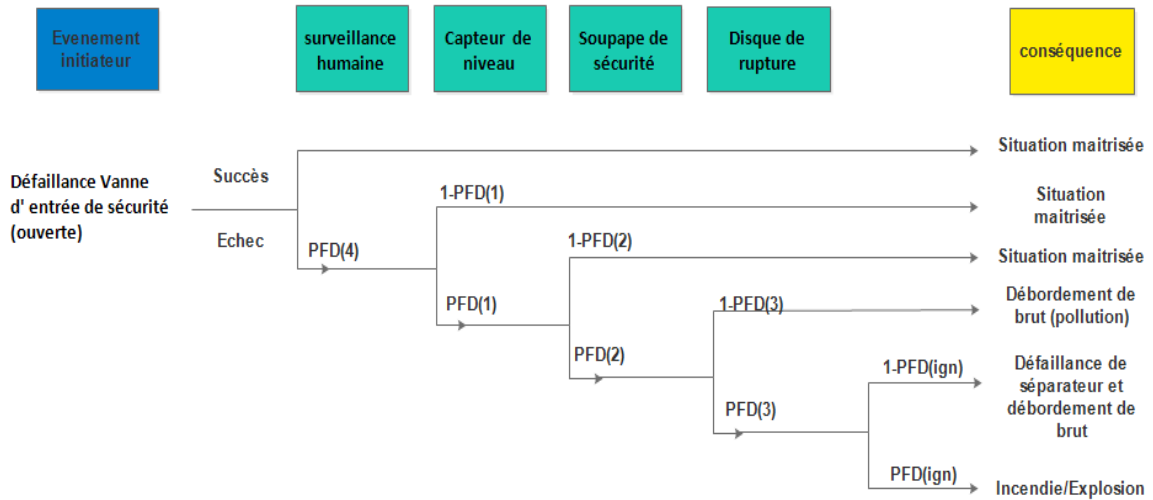 Evenement
initiateur
surveillance
humaine
Capteur de
niveau
Soupape de
sécurité
Disque de
rupture
conséquence
Défaillance Vanne
d' entrée de sécurité
(ouverte)
Succès
Echec
Situation maitrisée
PFD(4)
1-PFD(1)
Situation
maitrisée
PFD(1)
1-PFD(2)
Situation maitrisée
PFD(2)
1-PFD(3)
Débordement de
brut (pollution)
PFD(3)
1-PFD(ign)
Défaillance de
séparateur et
débordement de
brut
PFD(ign)
Incendie/Explosion